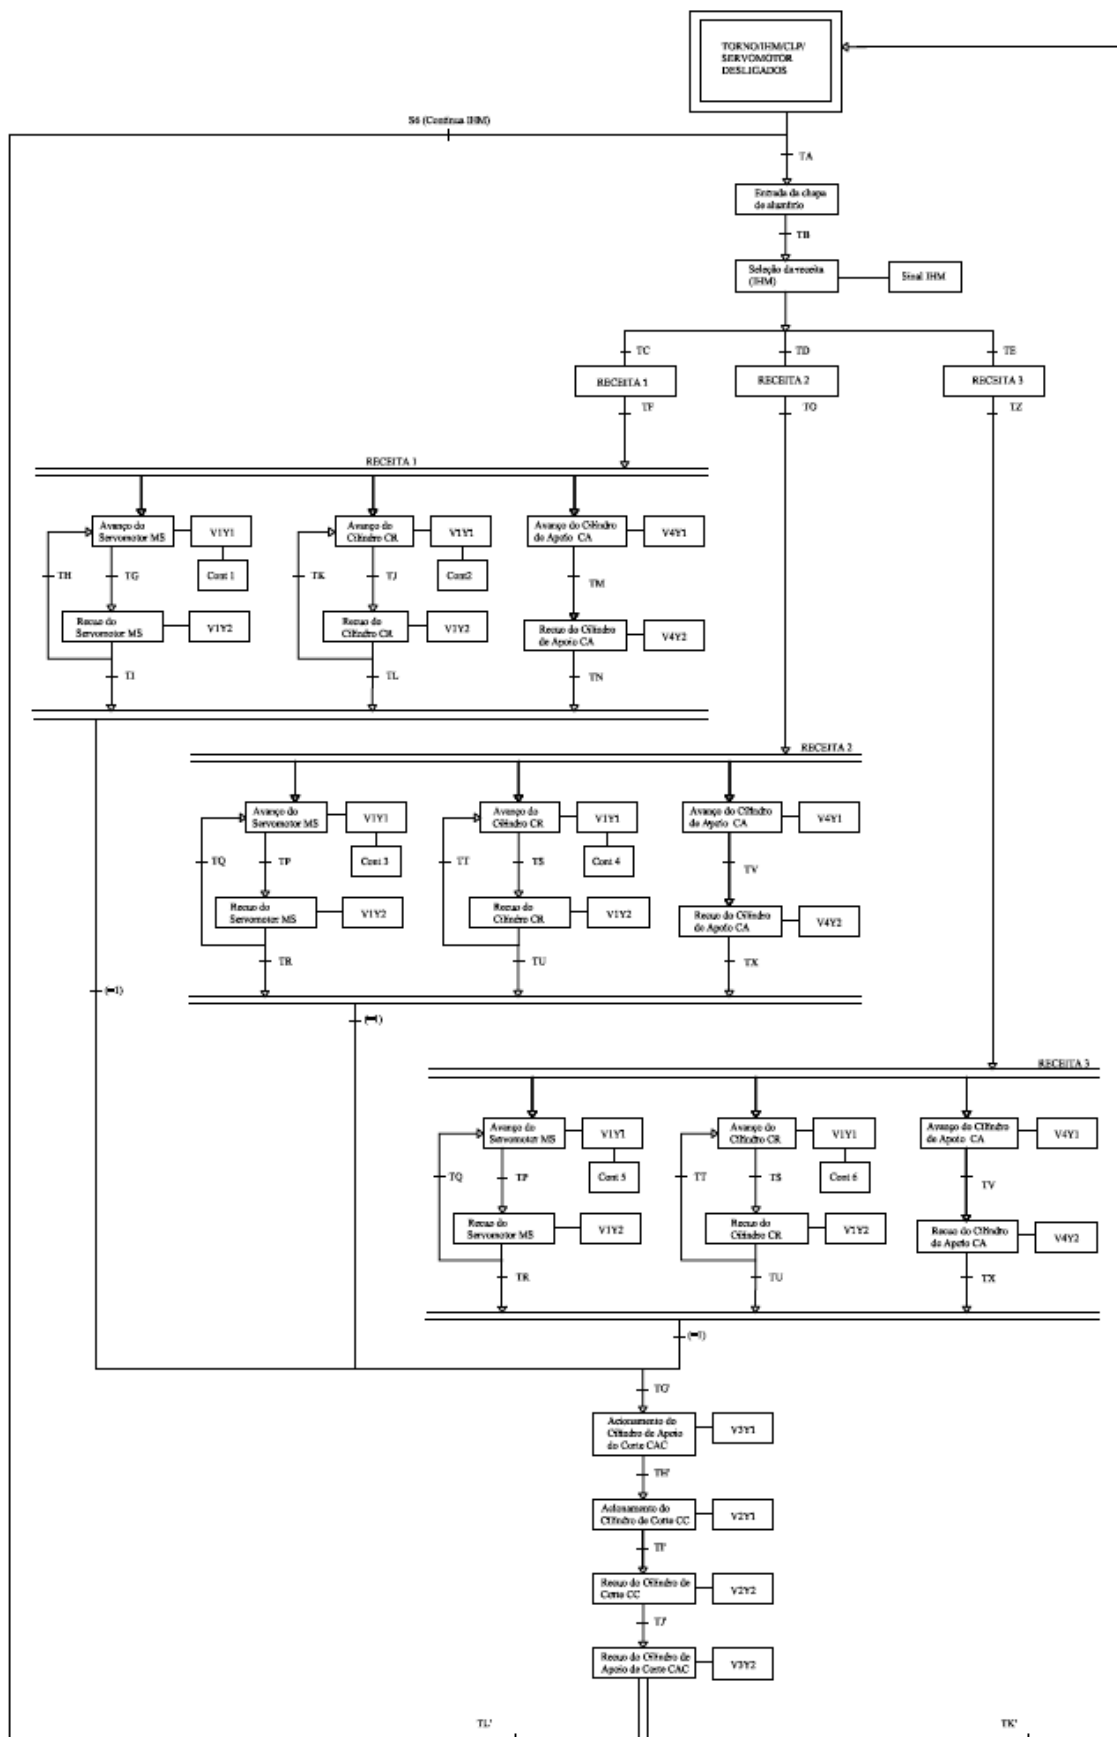 TORNO/IHM/CLP/
SERVOMOTOR
DESLIGADOS
S6 (Continua IHM)
TA
Entrada da chapa
de alumínio
TB
Seleção da receita
(IHM)
Sinal IHM
TC
TD
TE
RECEITA 1
RECEITA 2
RECEITA 3
TF
TO
TZ
RECEITA 1
Avanço do
Servomotor MS
V1Y1
Cont 1
Avanço do
Cilindro CR
V1Y1
Cont2
Avanço do Cilindro
de Apoio CA
V4Y1
TH
TG
TK
TJ
TM
Recuo do
Servomotor MS
V1Y2
Recuo do
Cilindro CR
V1Y2
Recuo do Cilindro
de Apoio CA
V4Y2
TI
TL
TN
RECEITA 2
Avanço do
Servomotor MS
V1Y1
Cont 3
Avanço do
Cilindro CR
V1Y1
Cont 4
Avanço do Cilindro
de Apoio CA
V4Y1
TQ
TP
TT
TS
TV
Recuo do
Servomotor MS
V1Y2
Recuo do
Cilindro CR
V1Y2
Recuo do Cilindro
de Apoio CA
V4Y2
TR
TU
TX
(=1)
(=1)
RECEITA 3
Avanço do
Servomotor MS
V1Y1
Cont 5
Avanço do
Cilindro CR
V1Y1
Cont 6
Avanço do Cilindro
de Apoio CA
V4Y1
TQ
TP
TT
TS
TV
Recuo do
Servomotor MS
V1Y2
Recuo do
Cilindro CR
V1Y2
Recuo do Cilindro
de Apoio CA
V4Y2
TR
TU
TX
(=1)
TG'
Acionamento do
Cilindro de Apoio
do Corte CAC
V3Y1
TH'
Acionamento do
Cilindro de Corte CC
V2Y1
TI'
Recuo do Cilindro de
Corte CC
V2Y2
TJ'
Recuo do Cilindro de
Apoio de Corte CAC
V3Y2
TL'
TK'